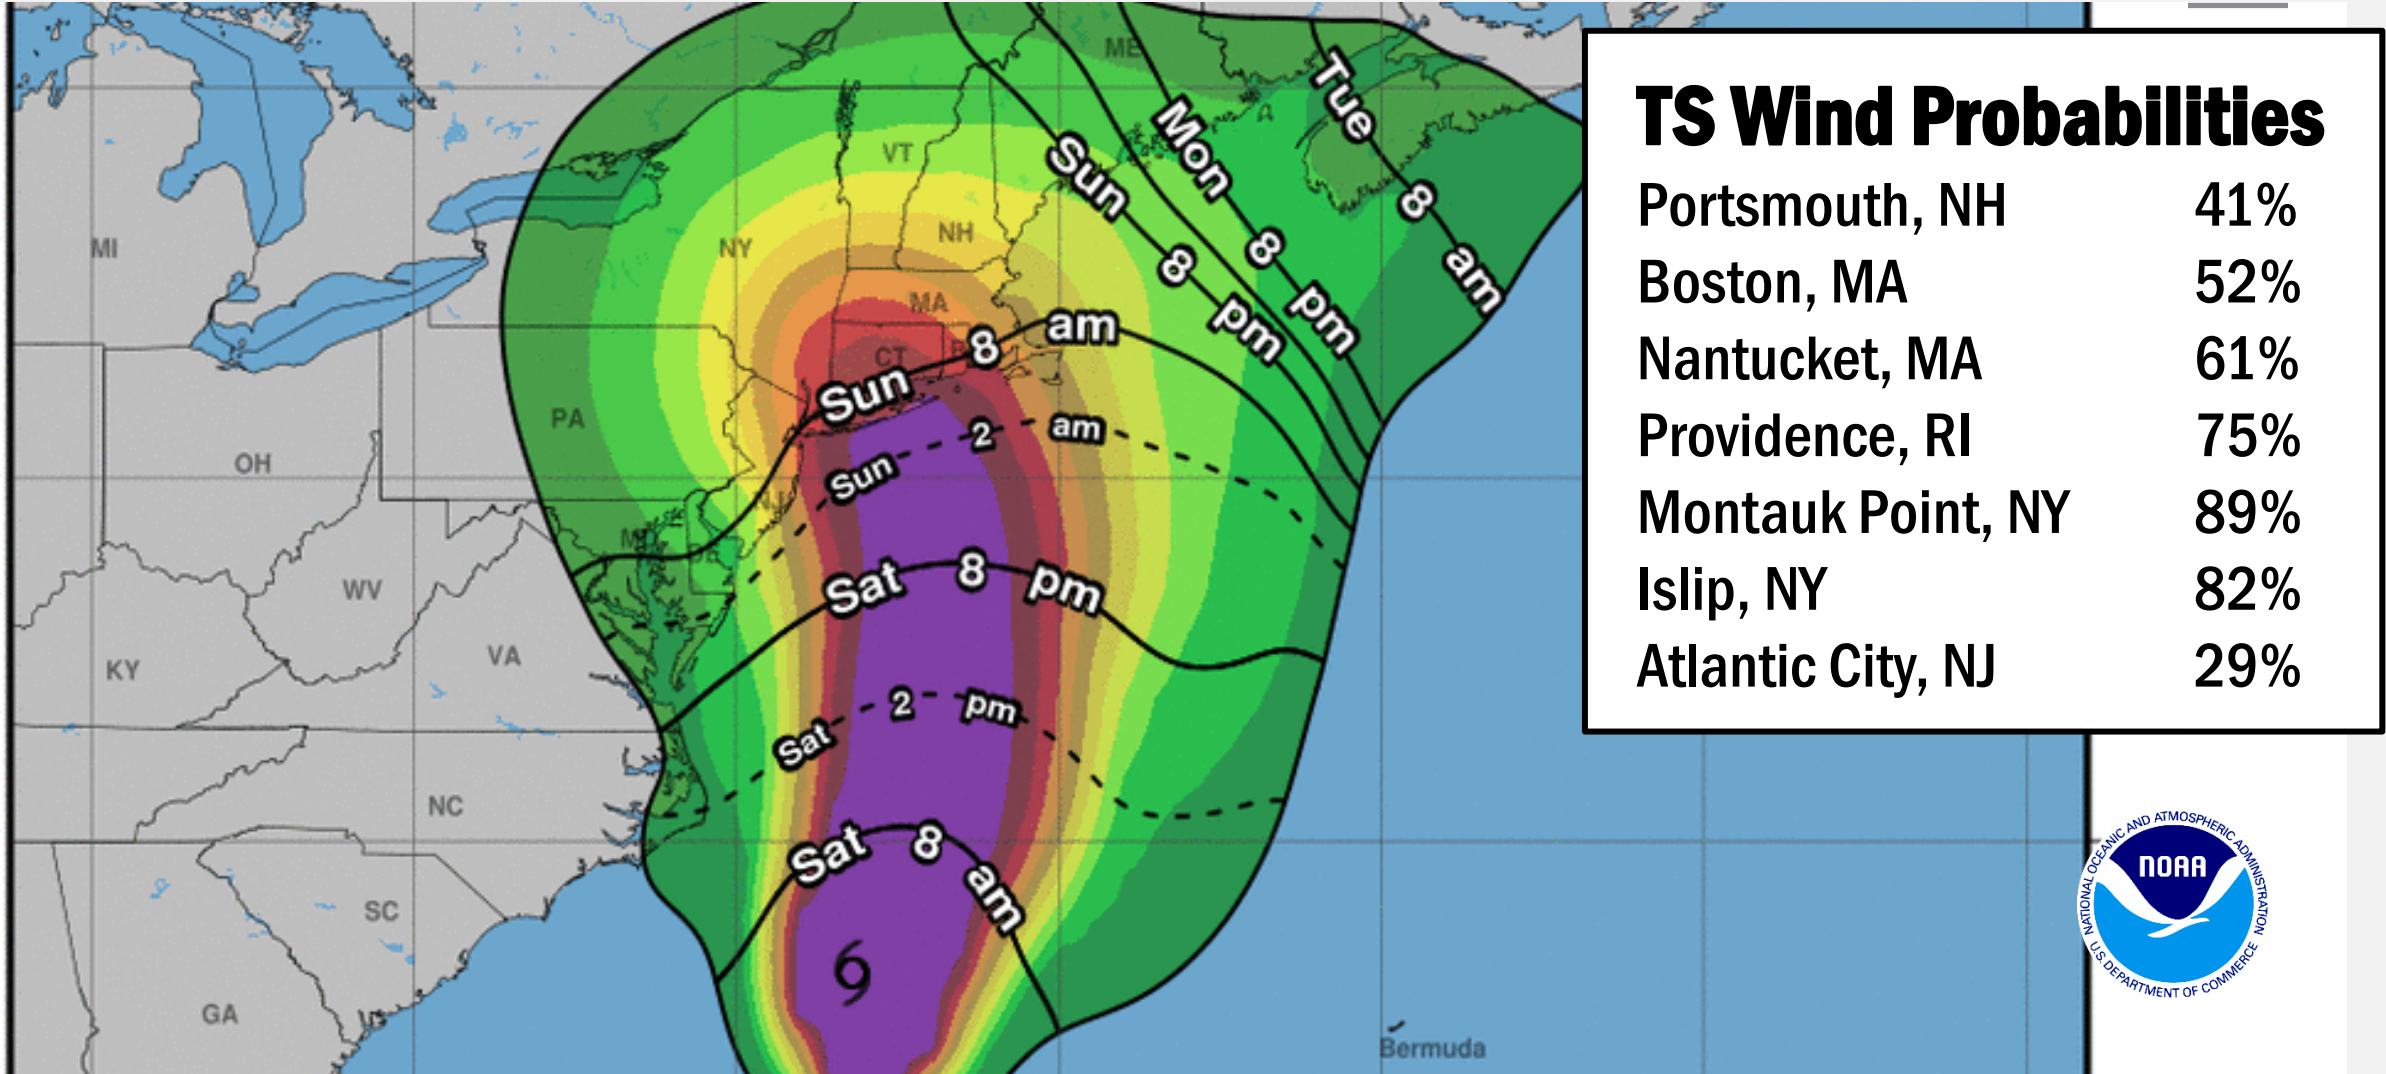 TS Wind Probabilities
Portsmouth, NH 41%
Boston, MA 52%
Nantucket, MA 61%
Providence, RI 75%
Montauk Point, NY 89%
Islip, NY 82%
Atlantic City, NJ 29%
ME
VT
NH
NY
MA
CT
MI
PA
OH
NJ
WV
VA
KY
NC
SC
GA
Bermuda
Tue 8 am
Mon 8 pm
Sun 8 pm
Sun 8 am
Sun 2 am
Sat 8 pm
Sat 2 pm
Sat 8 am
NATIONAL OCEANIC AND ATMOSPHERIC ADMINISTRATION
NOAA
U.S. DEPARTMENT OF COMMERCE